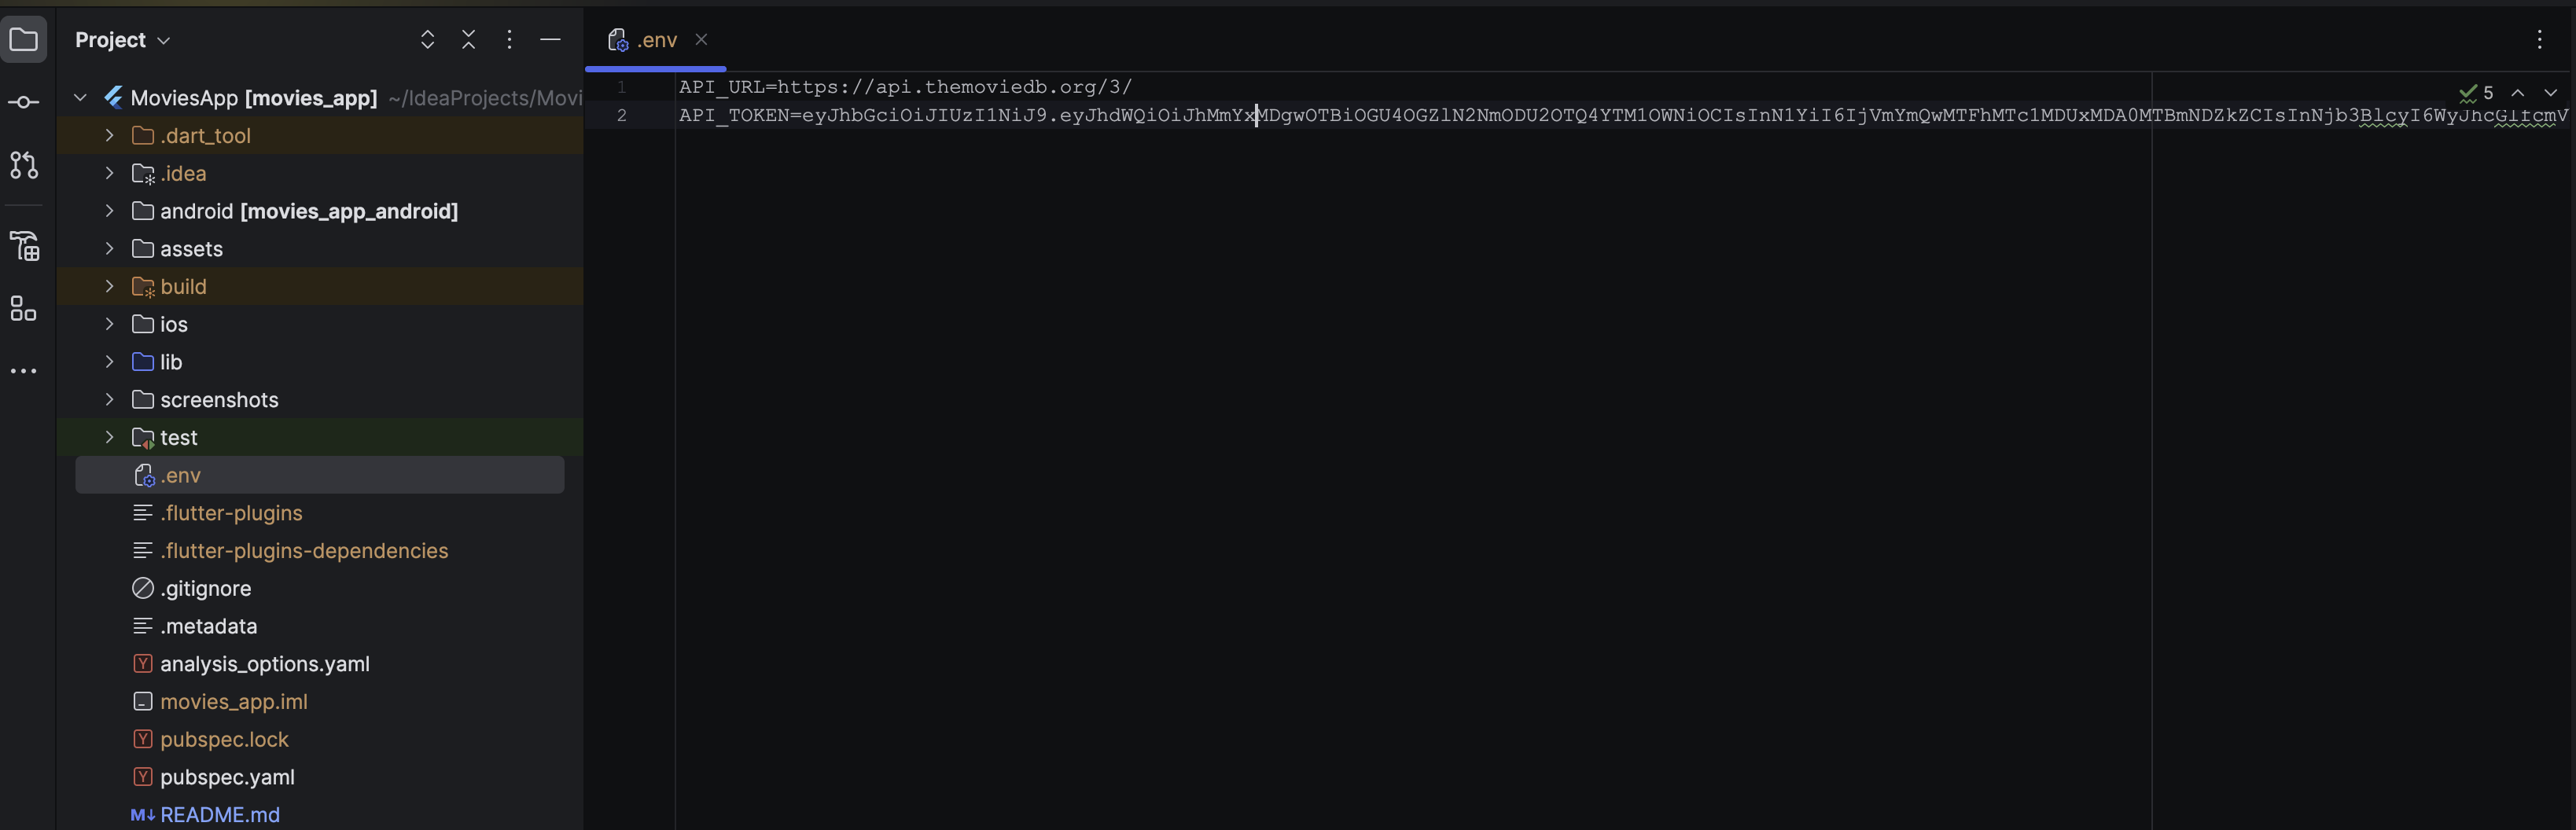 Project
MoviesApp [movies_app] ~/IdeaProjects/Movi
.dart_tool
.idea
android [movies_app_android]
assets
build
ios
lib
screenshots
test
.env
.flutter-plugins
.flutter-plugins-dependencies
.gitignore
.metadata
analysis_options.yaml
movies_app.iml
pubspec.lock
pubspec.yaml
README.md
.env
5
1 API_URL=https://api.themoviedb.org/3/
2 API_TOKEN=eyJhbGciOiJIUzI1NiJ9.eyJhdWQiOiJhMmYxMDgwOTBiOGU4OGZlN2NmODU2OTQ4YTM1OWNiOCIsInN1YiI6IjVmYmQwMTFhMTc1MDUxMDA0MTBmNDZkZCIsInNjb3BlcyI6WyJhcGlfcmV